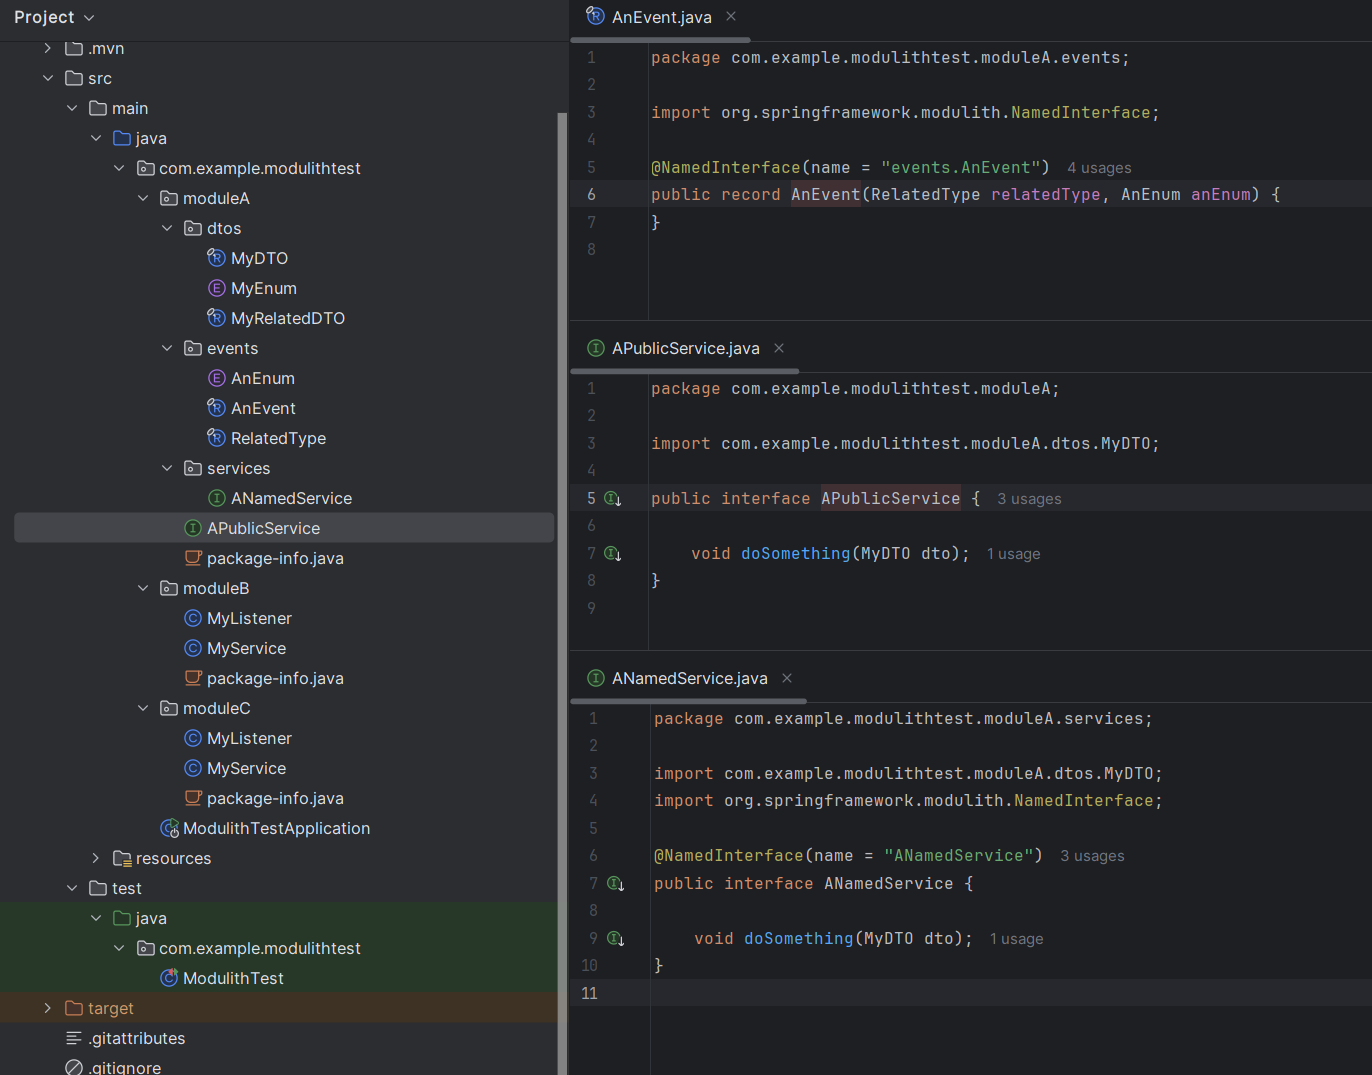 Project
.mvn
src
main
java
com.example.modulithtest
moduleA
dtos
MyDTO
MyEnum
MyRelatedDTO
events
AnEnum
AnEvent
RelatedType
services
ANamedService
APublicService
package-info.java
moduleB
MyListener
MyService
package-info.java
moduleC
MyListener
MyService
package-info.java
ModulithTestApplication
resources
test
java
com.example.modulithtest
ModulithTest
target
.gitattributes
.gitignore
AnEvent.java
1 package com.example.modulithtest.moduleA.events;
2
3 import org.springframework.modulith.NamedInterface;
4
5 @NamedInterface(name = "events.AnEvent") 4 usages
6 public record AnEvent(RelatedType relatedType, AnEnum anEnum) {
7 }
8
APublicService.java
1 package com.example.modulithtest.moduleA;
2
3 import com.example.modulithtest.moduleA.dtos.MyDTO;
4
5 public interface APublicService { 3 usages
6
7 void doSomething(MyDTO dto); 1 usage
8 }
9
ANamedService.java
1 package com.example.modulithtest.moduleA.services;
2
3 import com.example.modulithtest.moduleA.dtos.MyDTO;
4 import org.springframework.modulith.NamedInterface;
5
6 @NamedInterface(name = "ANamedService") 3 usages
7 public interface ANamedService {
8
9 void doSomething(MyDTO dto); 1 usage
10 }
11